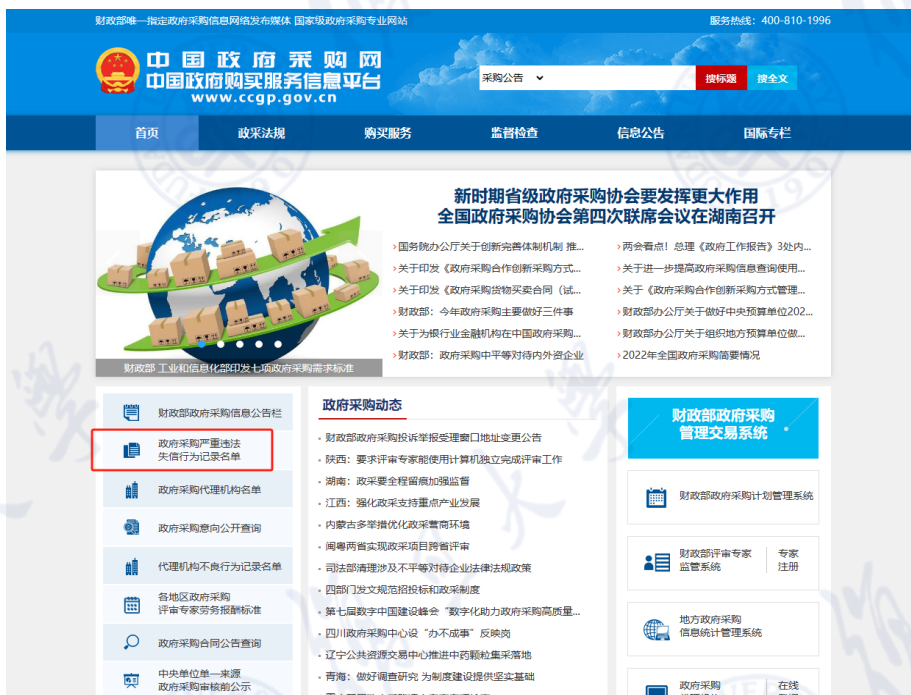 财政部唯一指定政府采购信息网络发布媒体 国家级政府采购专业网站
服务热线：400-810-1996
中国政府采购网
中国政府购买服务信息平台
www.ccgp.gov.cn
采购公告
搜标题 搜全文
首页 政采法规 购买服务 监督检查 信息公告 国际专栏
新时期省级政府采购协会要发挥更大作用
全国政府采购协会第四次联席会议在湖南召开
国务院办公厅关于创新完善体制机制 推...
关于印发《政府采购合作创新采购方式...
关于印发《政府采购货物买卖合同（试...
财政部：今年政府采购主要做好三件事
关于为银行业金融机构在中国政府采购...
财政部：政府采购中平等对待内外资企业
两会看点！总理《政府工作报告》3处内...
关于进一步提高政府采购信息查询使用...
关于《政府采购合作创新采购方式管理...
财政部办公厅关于做好中央预算单位202...
财政部办公厅关于组织地方预算单位做...
2022年全国政府采购简要情况
财政部 工业和信息化部印发七项政府采购需求标准
财政部政府采购信息公告栏
政府采购严重违法
失信行为记录名单
政府采购代理机构名单
政府采购意向公开查询
代理机构不良行为记录名单
各地区政府采购
评审专家劳务报酬标准
政府采购合同公告查询
中央单位单一来源
政府采购审核前公示
政府采购动态
财政部政府采购投诉举报受理窗口地址变更公告
陕西：要求评审专家能使用计算机独立完成评审工作
湖南：政采要全程留痕加强监督
江西：强化政采支持重点产业发展
内蒙古多举措优化政采营商环境
闽粤两省实现政采项目跨省评审
司法部清理涉及不平等对待企业法律法规政策
四部门发文规范招投标和政采制度
第七届数字中国建设峰会“数字化助力政府采购高质量...
四川政府采购中心设“办不成事”反映岗
辽宁公共资源交易中心推进中药颗粒集采落地
青海：做好调查研究 为制度建设提供坚实基础
财政部政府采购
管理交易系统
财政部政府采购计划管理系统
财政部评审专家
监管系统
专家
注册
地方政府采购
信息统计管理系统
政府采购
在线